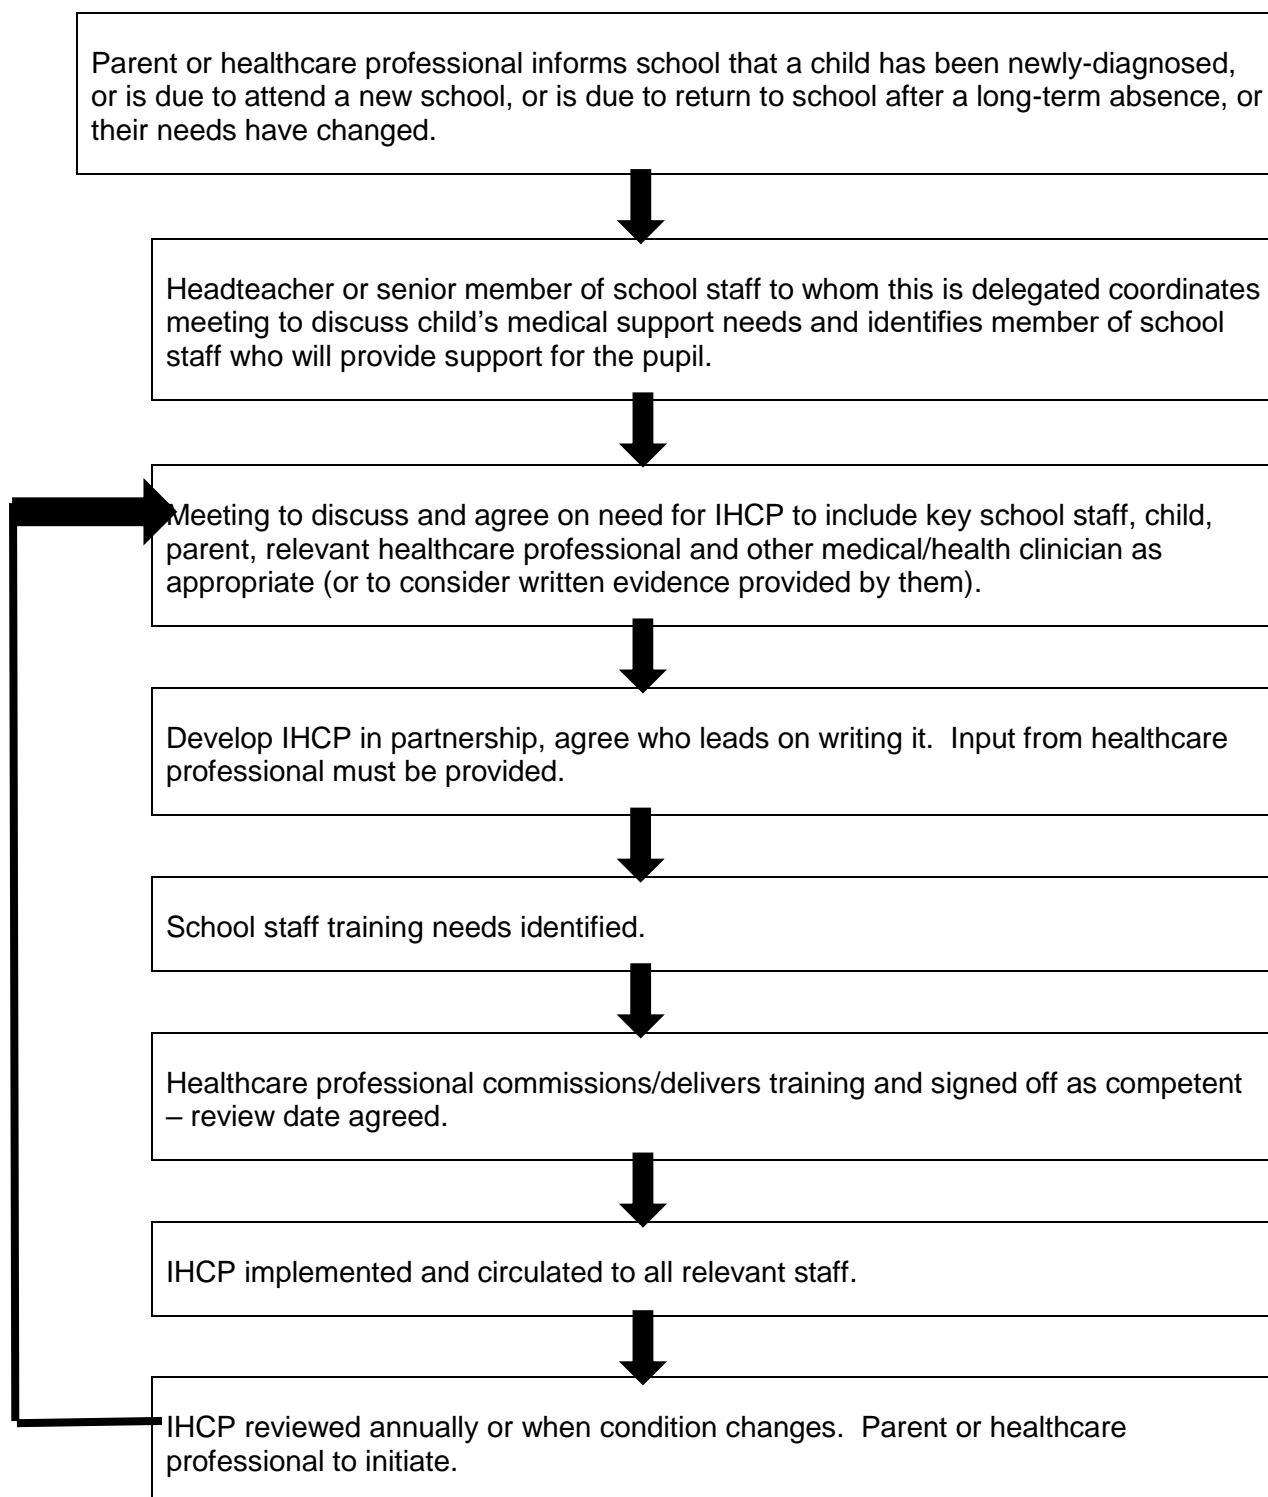 Parent or healthcare professional informs school that a child has been newly-diagnosed,
or is due to attend a new school, or is due to return to school after a long-term absence, or
their needs have changed.
Headteacher or senior member of school staff to whom this is delegated coordinates
meeting to discuss child’s medical support needs and identifies member of school
staff who will provide support for the pupil.
Meeting to discuss and agree on need for IHCP to include key school staff, child,
parent, relevant healthcare professional and other medical/health clinician as
appropriate (or to consider written evidence provided by them).
Develop IHCP in partnership, agree who leads on writing it.  Input from healthcare
professional must be provided.
School staff training needs identified.
Healthcare professional commissions/delivers training and signed off as competent
– review date agreed.
IHCP implemented and circulated to all relevant staff.
IHCP reviewed annually or when condition changes.  Parent or healthcare
professional to initiate.